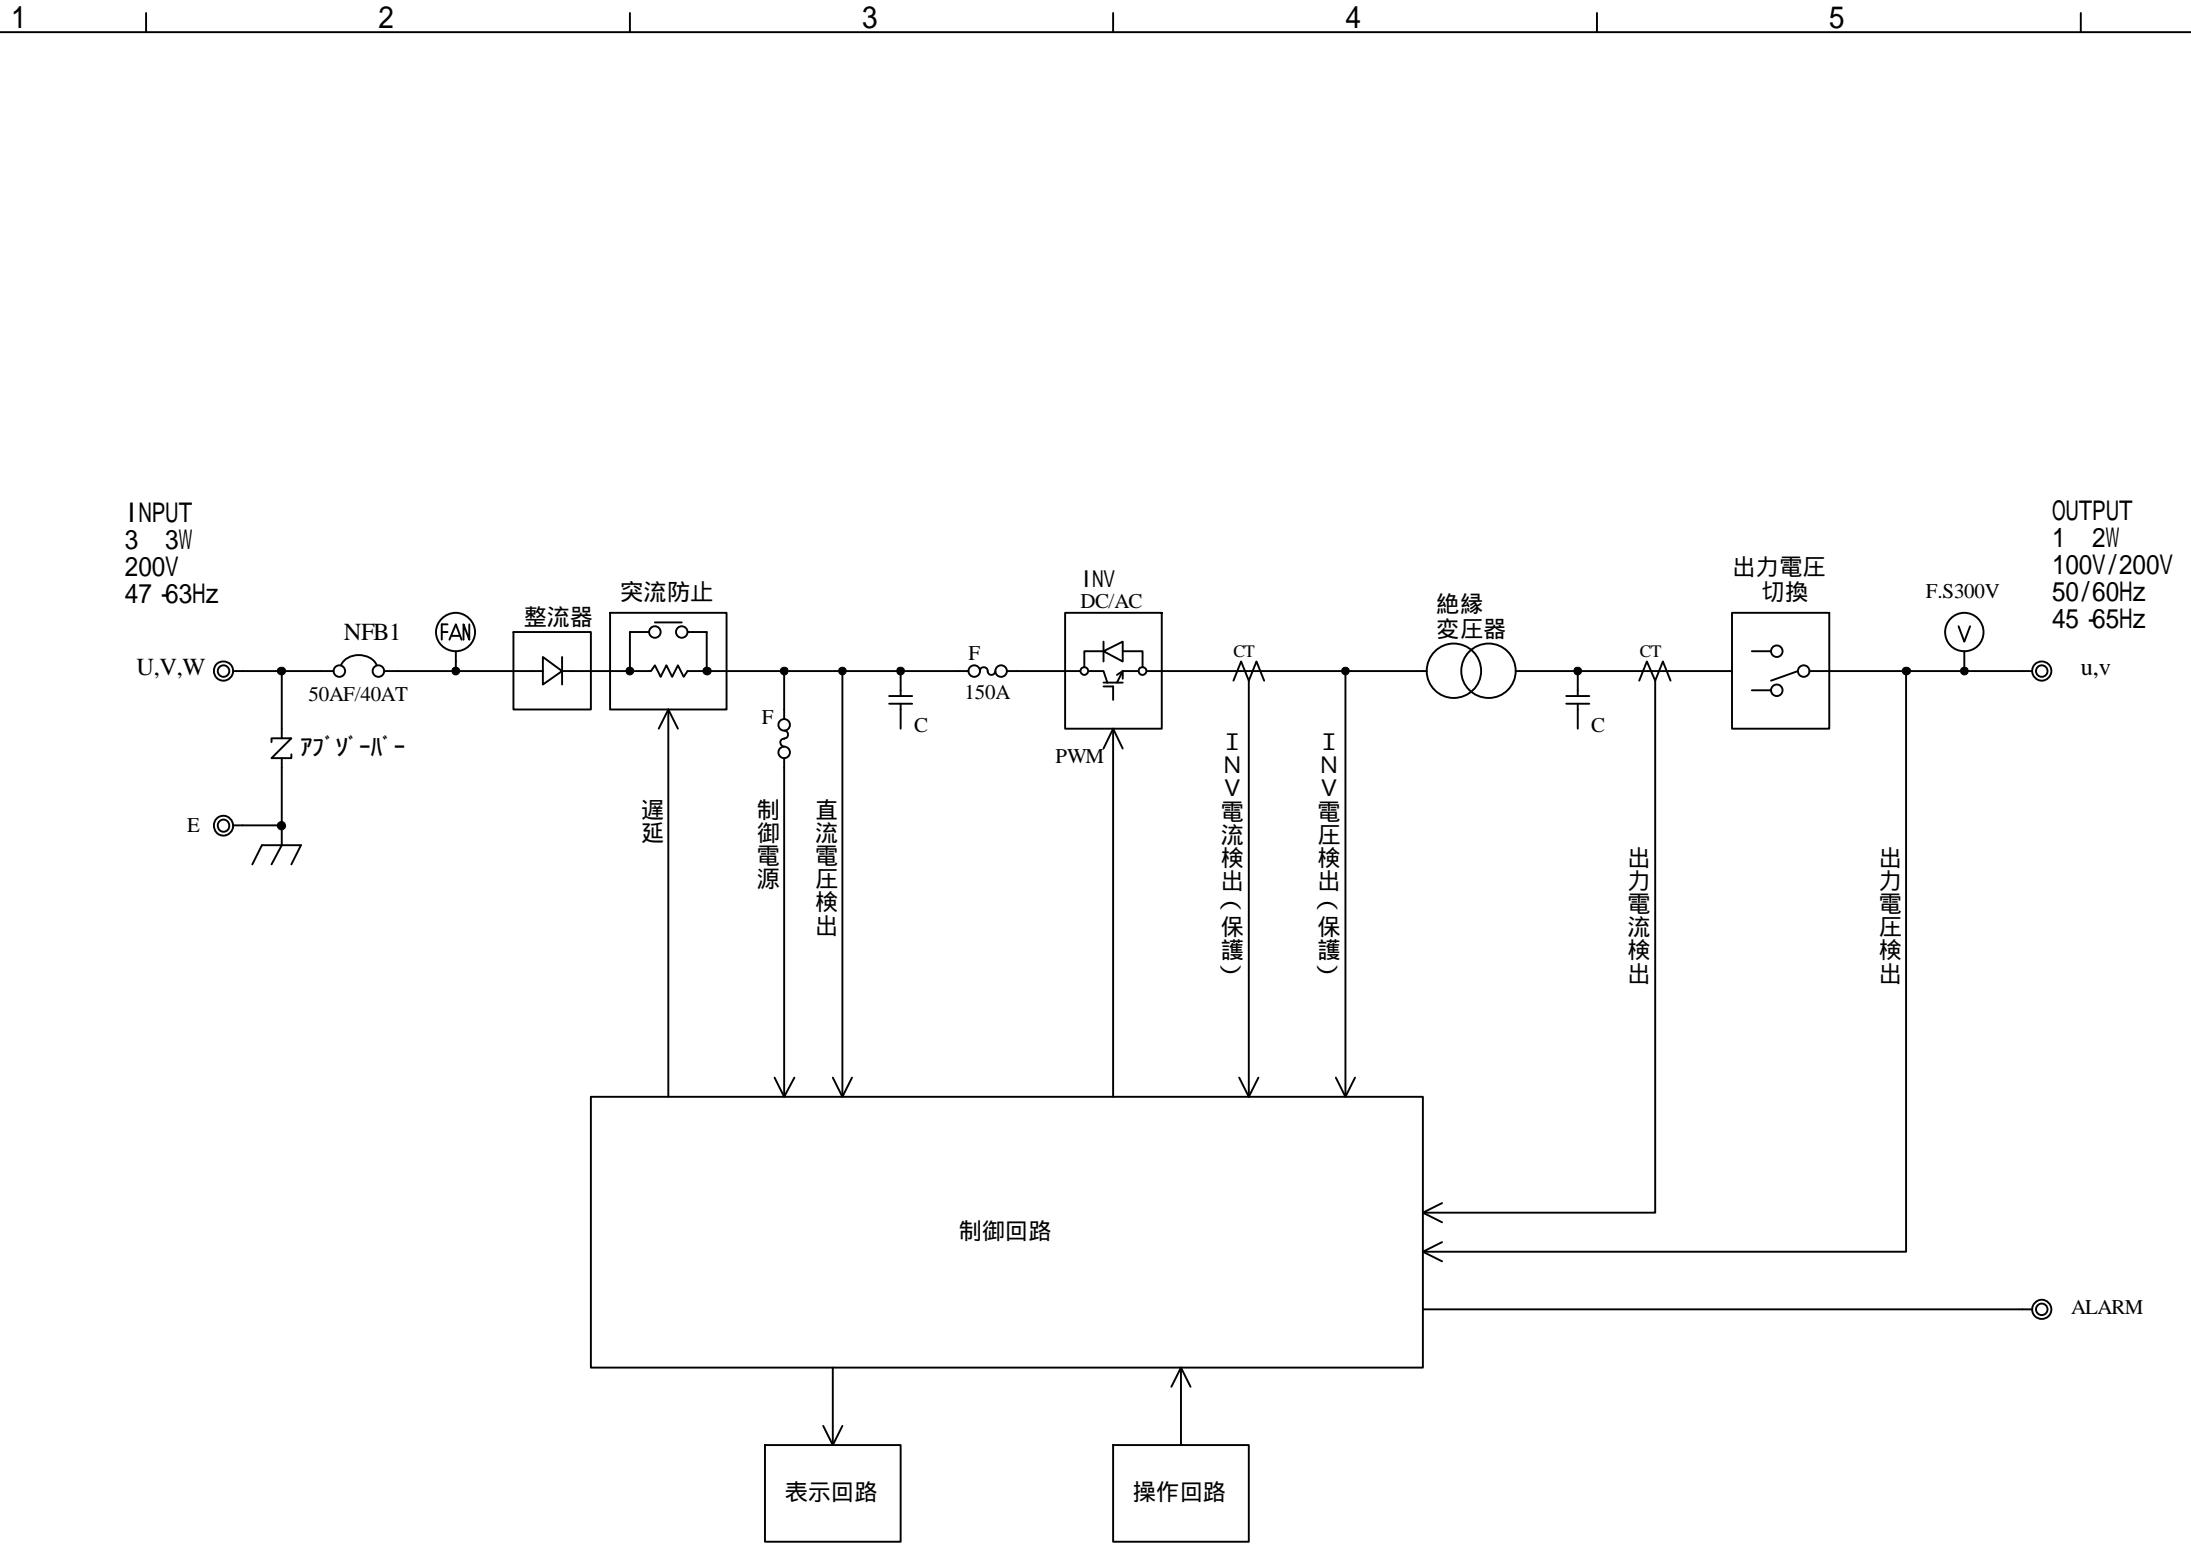 1 2 3 4 5
INPUT
3 3W
200V
47 -63Hz
OUTPUT
1 2W
100V/200V
50/60Hz
45 -65Hz
U,V,W
NFB1
50AF/40AT
FAN
整流器
突流防止
F
150A
INV
DC/AC
CT
絶縁
変圧器
CT
出力電圧
切換
F.S300V
V
u,v
アブゾーバー
E
F
C
PWM
C
遅延
制御電源
直流電圧検出
INV電流検出(保護)
INV電圧検出(保護)
出力電流検出
出力電圧検出
制御回路
ALARM
表示回路
操作回路